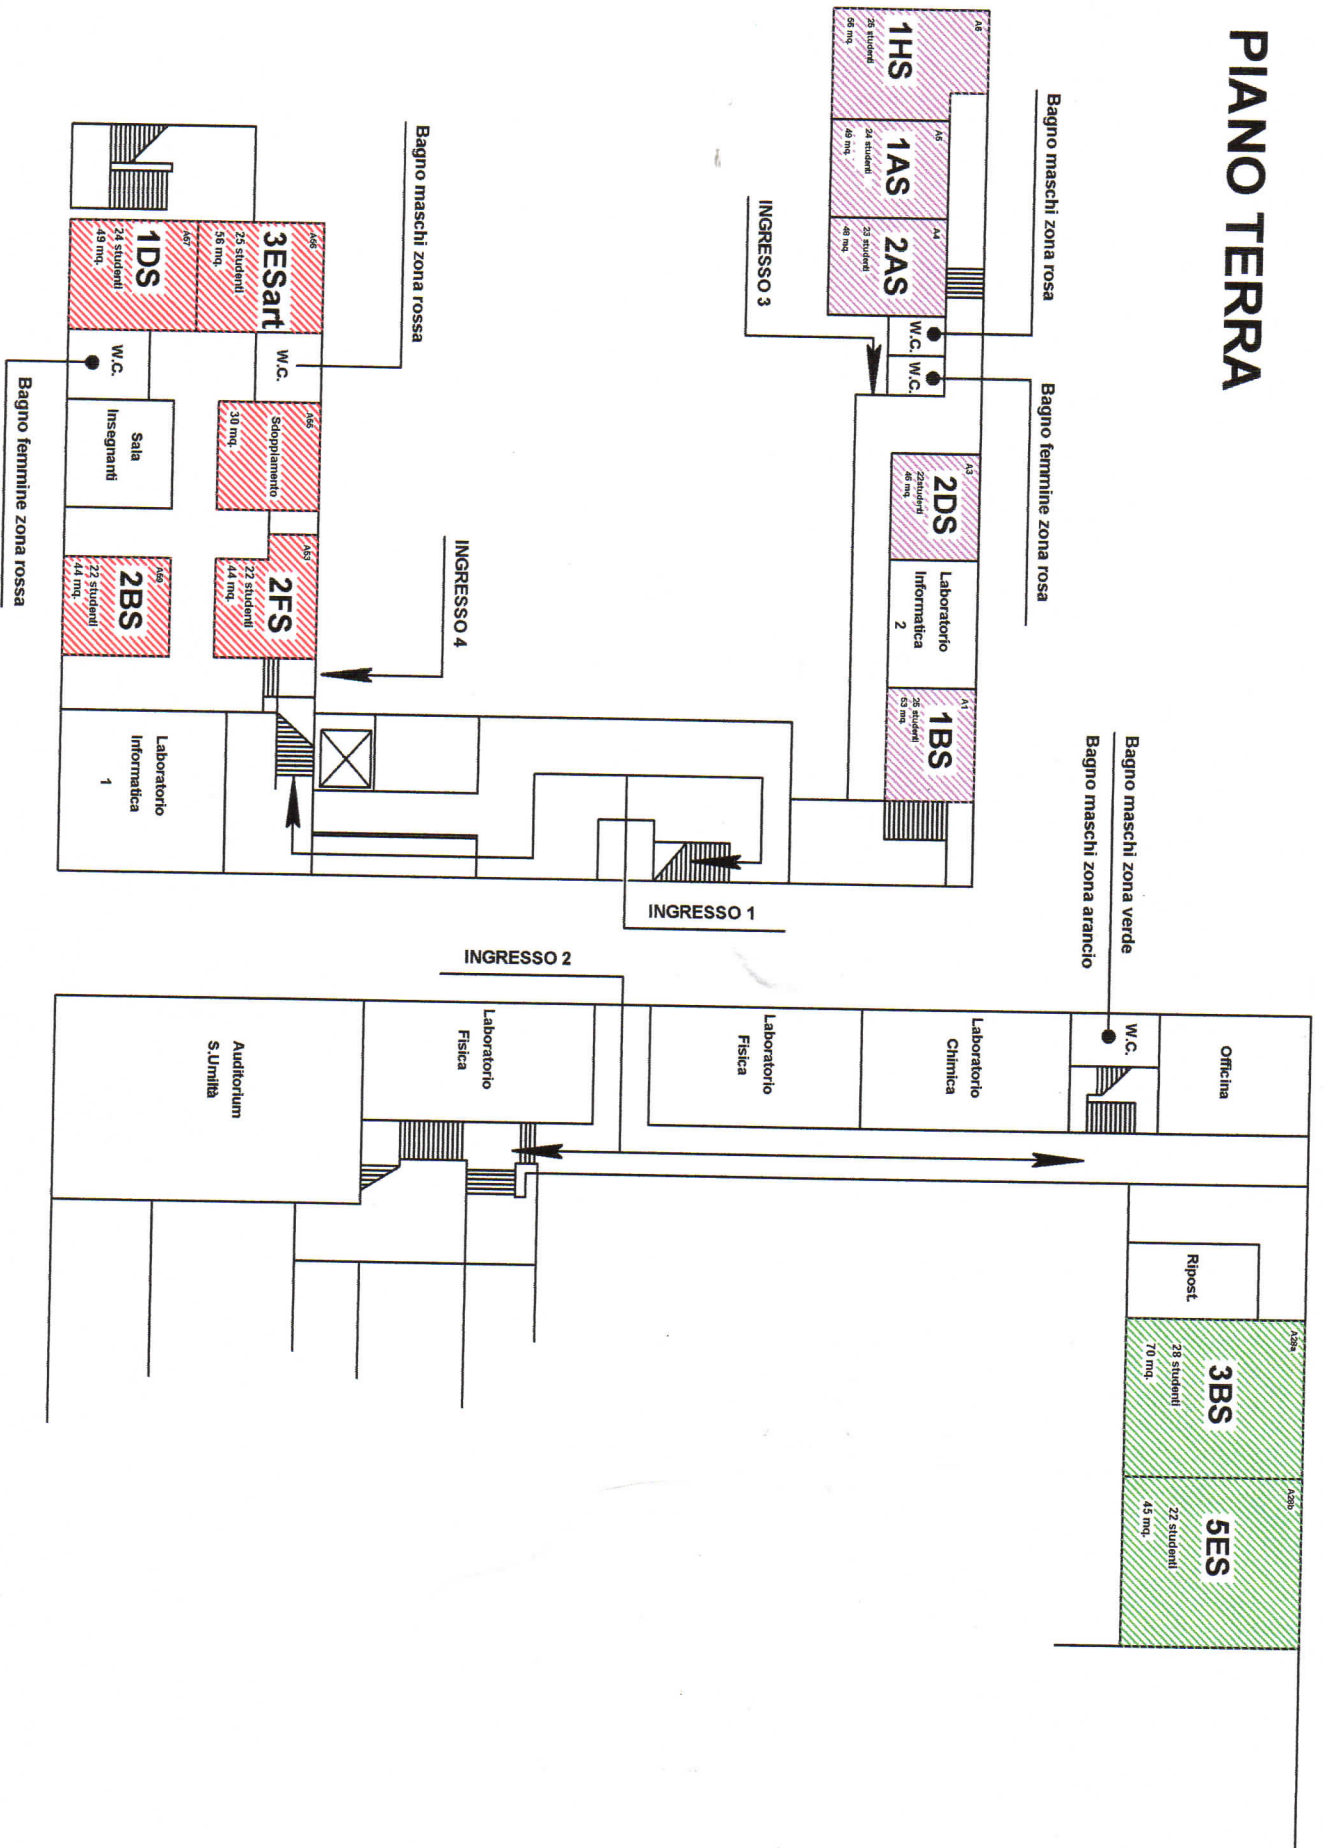 PIANO TERRA
Bagno maschi zona rosa
Bagno femmine zona rosa
Bagno maschi zona verde
Bagno maschi zona arancio
A6
1HS
25 studenti
56 mq.
A5
1AS
24 studenti
49 mq.
A4
2AS
23 studenti
48 mq.
W.C.
W.C.
A3
2DS
22studenti
46 mq.
Laboratorio
Informatica
2
A1
1BS
25 studenti
53 mq.
INGRESSO 3
W.C.
Officina
Laboratorio
Chimica
Laboratorio
Fisica
Laboratorio
Fisica
Auditorium
S.Umiltà
Ripost.
A28a
3BS
28 studenti
70 mq.
A28b
5ES
22 studenti
45 mq.
INGRESSO 1
INGRESSO 2
INGRESSO 4
Bagno maschi zona rossa
3ESart
25 studenti
56 mq.
A67
1DS
24 studenti
49 mq.
W.C.
W.C.
Sdoppiamento
30 mq.
Sala
Insegnanti
A63
2FS
22 studenti
44 mq.
A69
2BS
22 studenti
44 mq.
Laboratorio
Informatica
1
Bagno femmine zona rossa